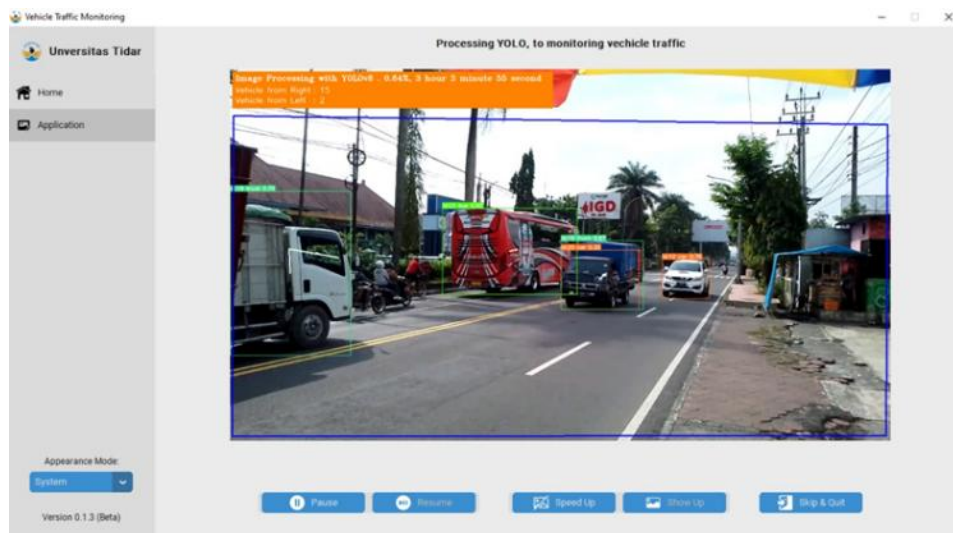 Vehicle Traffic Monitoring
Unversitas Tidar
Home
Application
Processing YOLO, to monitoring vechicle traffic
Image Processing with YOLOv8 . 0.84%, 3 hour 3 minute 35 second
Vehicle from Right : 15
Vehicle from Left : 2
IGD
Appearance Mode:
System
Version 0.1.3 (Beta)
Pause
Resume
Speed Up
Show Up
Skip & Quit